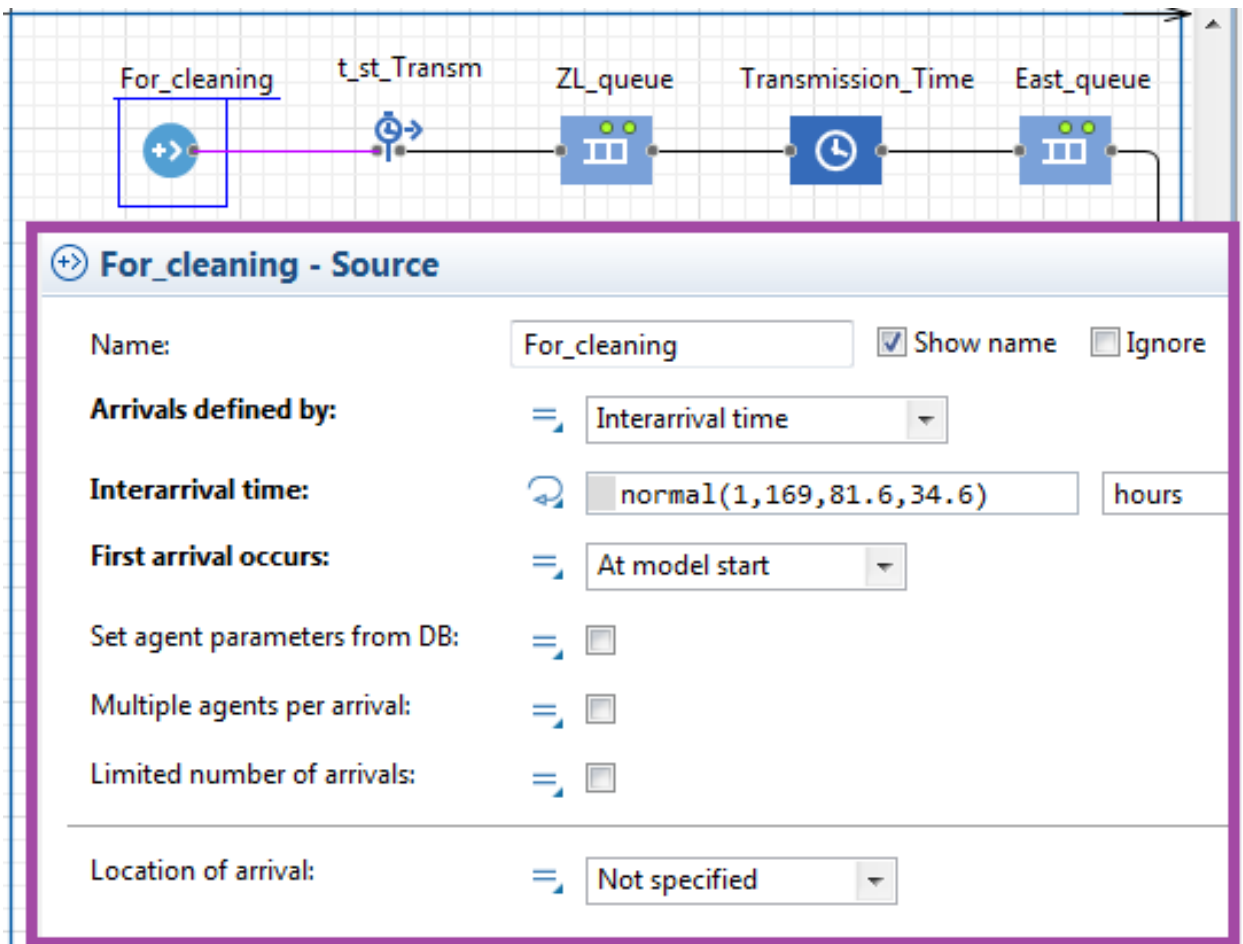 For_cleaning t_st_Transm ZL_queue Transmission_Time East_queue
For_cleaning - Source
Name: For_cleaning Show name Ignore
Arrivals defined by: Interarrival time
Interarrival time: normal(1,169,81.6,34.6) hours
First arrival occurs: At model start
Set agent parameters from DB:
Multiple agents per arrival:
Limited number of arrivals:
Location of arrival: Not specified